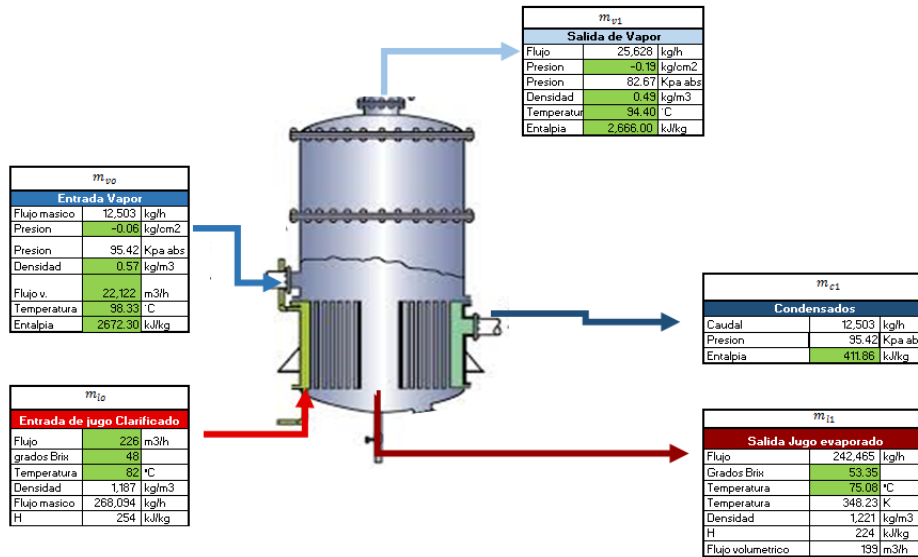 m_v1
Salida de Vapor
Flujo 25,628 kg/h
Presion -0.19 kg/cm2
Presion 82.67 Kpa abs
Densidad 0.49 kg/m3
Temperatur 94.40 °C
Entalpia 2,666.00 kJ/kg
m_vo
Entrada Vapor
Flujo masico 12,503 kg/h
Presion -0.06 kg/cm2
Presion 95.42 Kpa abs
Densidad 0.57 kg/m3
Flujo v. 22,122 m3/h
Temperatura 98.33 °C
Entalpia 2672.30 kJ/kg
m_c1
Condensados
Caudal 12,503 kg/h
Presion 95.42 Kpa ab
Entalpia 411.86 kJ/kg
m_lo
Entrada de jugo Clarificado
Flujo 226 m3/h
grados Brix 48
Temperatura 82 °C
Densidad 1,187 kg/m3
Flujo masico 268,094 kg/h
H 254 kJ/kg
m_l1
Salida Jugo evaporado
Flujo 242,465 kg/h
Grados Brix 53.35
Temperatura 75.08 °C
Temperatura 348.23 K
Densidad 1,221 kg/m3
H 224 kJ/kg
Flujo volumetrico 199 m3/h